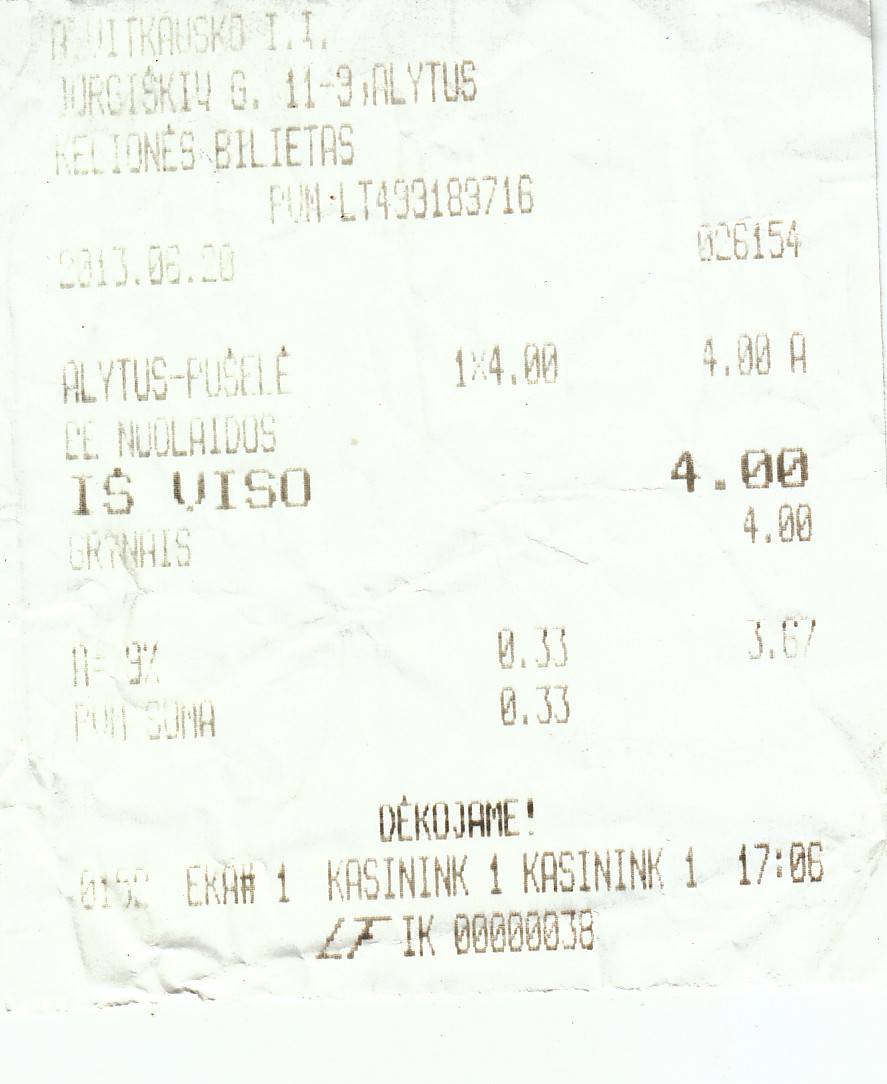 VITKAUSKO I.I.
JURGIŠKIŲ G. 11-9,ALYTUS
KELIONĖS BILIETAS
PVM LT493183716
2013.06.20 026154
ALYTUS-PUŠELĖ 1X4.00 4.00 A
BE NUOLAIDOS
IŠ VISO 4.00
GRYNAIS 4.00
A= 9% 0.33 3.67
PVM SUMA 0.33
DĖKOJAME!
EKA# 1 KASININK 1 KASININK 1 17:06
LF IK 00000038